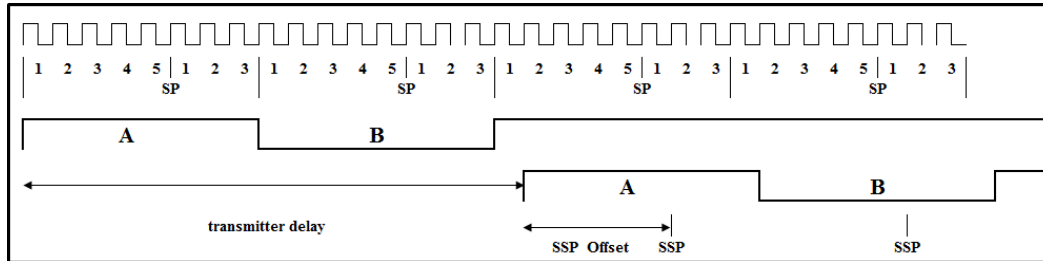 1 2 3 4 5 1 2 3 1 2 3 4 5 1 2 3 1 2 3 4 5 1 2 3 1 2 3 4 5 1 2 3
SP SP SP SP
A B
A B
transmitter delay
SSP Offset SSP SSP